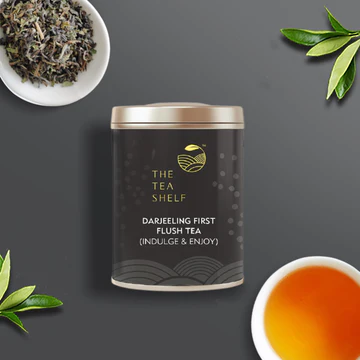 THE
TEA
SHELF
DARJEELING FIRST
FLUSH TEA
(INDULGE & ENJOY)